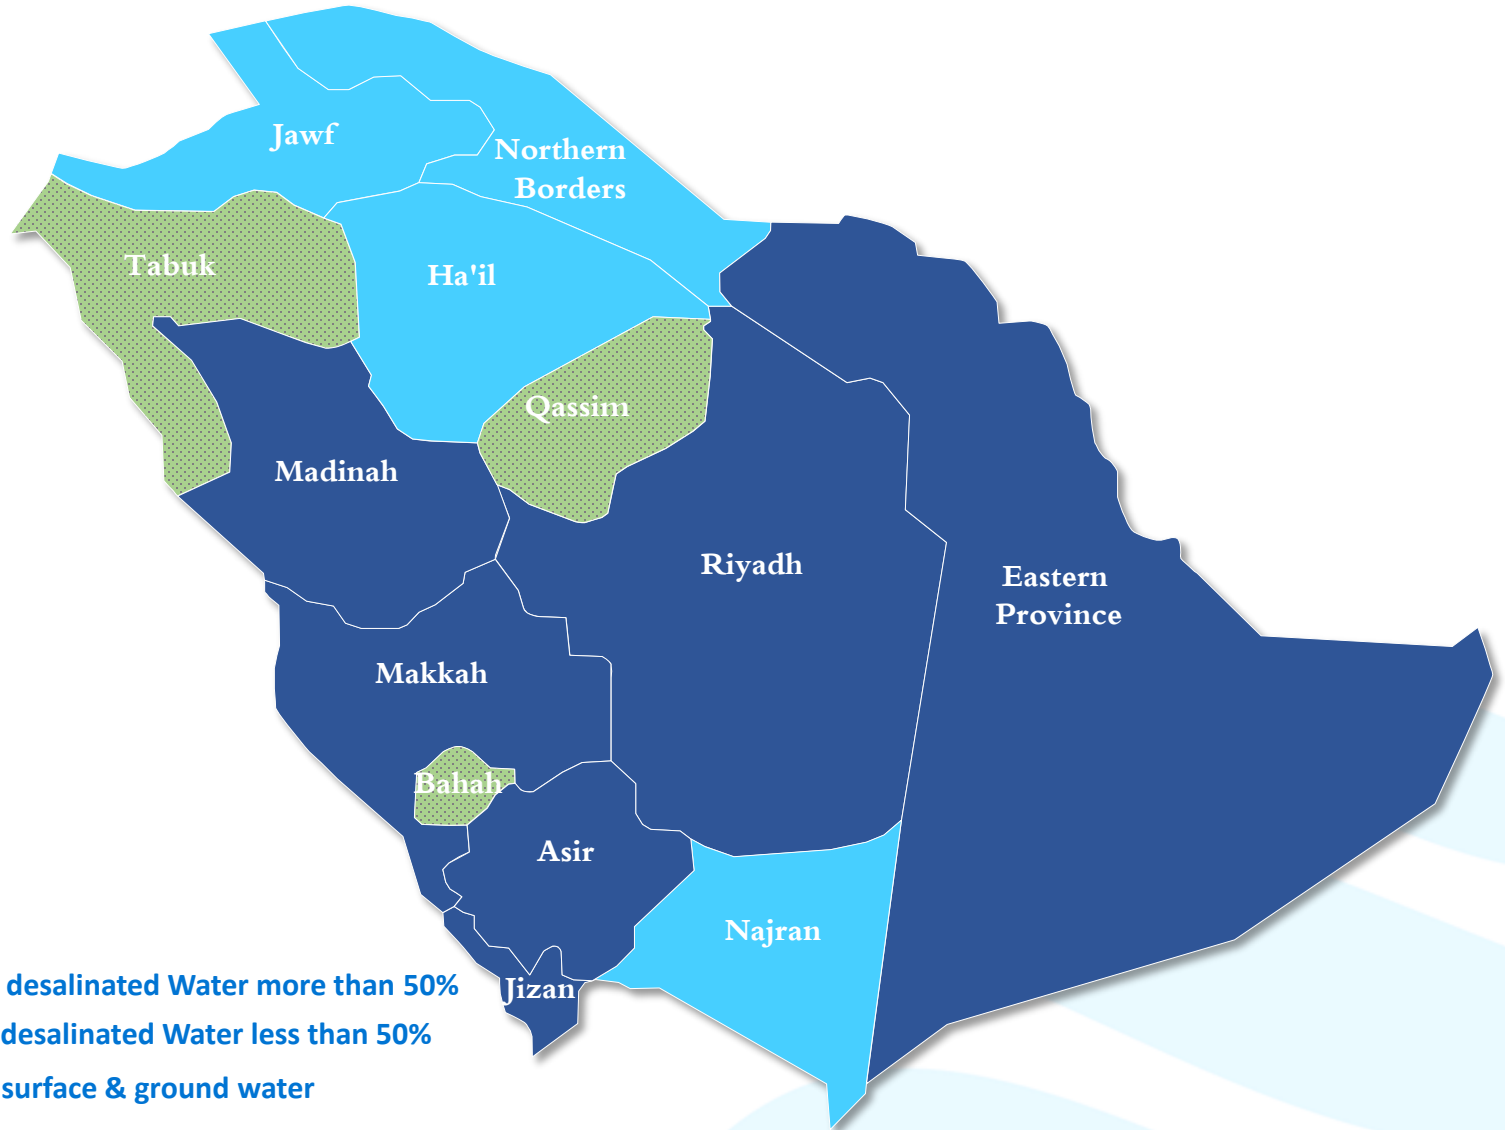 Jawf
Northern
Borders
Tabuk
Ha'il
Qassim
Madinah
Riyadh
Eastern
Province
Makkah
Bahah
Asir
Najran
Jizan
desalinated Water more than 50%
desalinated Water less than 50%
surface & ground water